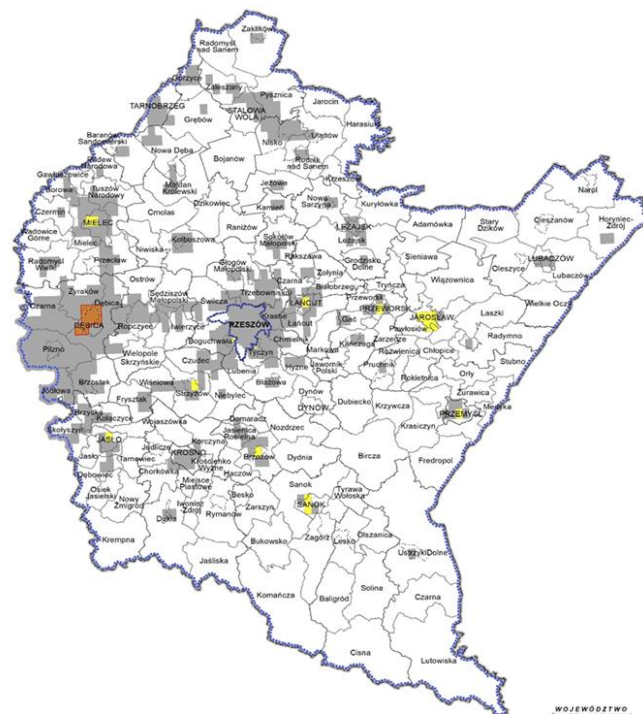 Zaklików
Radomyśl
nad Sanem
Gorzyce
Zaleszany
Pysznica
TARNOBRZEG
STALOWA
WOLA
Jarocin
Grębów
Harasiuki
Ulanów
Nisko
Baranów
Sandomierski
Nowa Dęba
Bojanów
Rudnik
nad Sanem
Padew
Narodowa
Gawłuszowice
Krzeszów
Jeżowe
Borowa
Tuszów
Narodowy
Majdan
Królewski
Nowa
Sarzyna
Kuryłówka
Narol
Czermin
Cmolas
Dzikowiec
Kamień
MIELEC
Adamówka
Stary
Dzików
Cieszanów
Horyniec-
Zdrój
Wadowice
Górne
Mielec
Niwiska
Kolbuszowa
Raniżów
Sokołów
Małopolski
LEŻAJSK
Leżajsk
Sieniawa
Oleszyce
LUBACZÓW
Lubaczów
Radomyśl
Wielki
Przecław
Głogów
Małopolski
Rakszawa
Żołynia
Grodzisko
Dolne
Wiązownica
Ostrów
Tryńcza
Czarna
Białobrzegi
Żyraków
Sędziszów
Małopolski
Świlcza
Trzebownisko
Wielkie Oczy
Czarna
Dębica
ŁAŃCUT
Przeworsk
PRZEWORSK
Laszki
DĘBICA
Ropczyce
Iwierzyce
RZESZÓW
Krasne
Łańcut
Gać
JAROSŁAW
Pawłosiów
Boguchwała
Chmielnik
Zarzecze
Radymno
Pilzno
Wielopole
Skrzyńskie
Czudec
Tyczyn
Markowa
Kańczuga
Roźwienica
Chłopice
Lubenia
Hyżne
Jawornik
Polski
Pruchnik
Stubno
Orły
Jodłowa
Brzostek
Wiśniowa
Strzyżów
Niebylec
Błażowa
Dynów
Rokietnica
Żurawica
Frysztak
DYNÓW
Dubiecko
Krzywcza
Medyka
Brzyska
Kołaczyce
Domaradz
PRZEMYŚL
Skołyszyn
Wojaszówka
Jasienica
Rosielna
Nozdrzec
Krasiczyn
JASŁO
Korczyna
Jasło
Jedlicze
KROSNO
Brzozów
Dydnia
Bircza
Fredropol
Tarnowiec
Krościenko
Wyżne
Dębowiec
Chorkówka
Haczów
Miejsce
Piastowe
Sanok
Osiek
Jasielski
Nowy
Żmigród
Iwonicz
Zdrój
Besko
SANOK
Tyrawa
Wołoska
Dukla
Rymanów
Zarszyn
Olszanica
Krempna
Bukowsko
Zagórz
Lesko
Ustrzyki Dolne
Jaśliska
Baligród
Solina
Komańcza
Czarna
Cisna
Lutowiska
WOJEWÓDZTWO